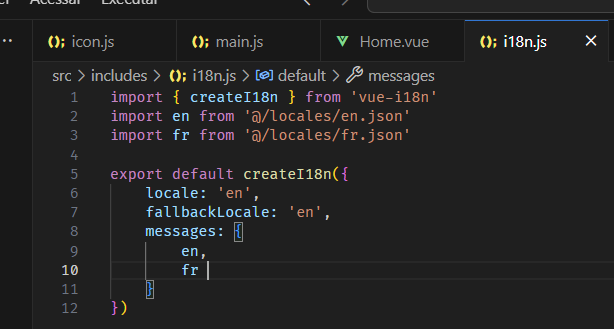 Acessar Executar
icon.js main.js Home.vue i18n.js
src > includes > i18n.js > default > messages
1 import { createI18n } from 'vue-i18n'
2 import en from '@/locales/en.json'
3 import fr from '@/locales/fr.json'
4
5 export default createI18n({
6 locale: 'en',
7 fallbackLocale: 'en',
8 messages: {
9 en,
10 fr
11 }
12 })